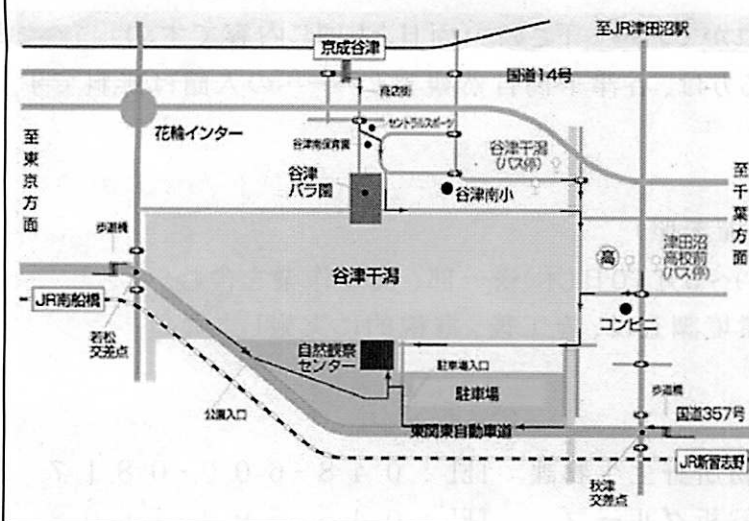 至JR津田沼駅
京成谷津
国道14号
商店街
花輪インター
セントラルスポーツ
谷津南保育園
谷津干潟
(バス停)
至東京方面
谷津
バラ園
谷津南小
至千葉方面
歩道橋
津田沼
高校前
(バス停)
高
谷津干潟
JR南船橋
コンビニ
若松
交差点
自然観察
センター
駐車場入口
駐車場
歩道橋
公園入口
国道357号
東関東自動車道
JR新習志野
秋津
交差点